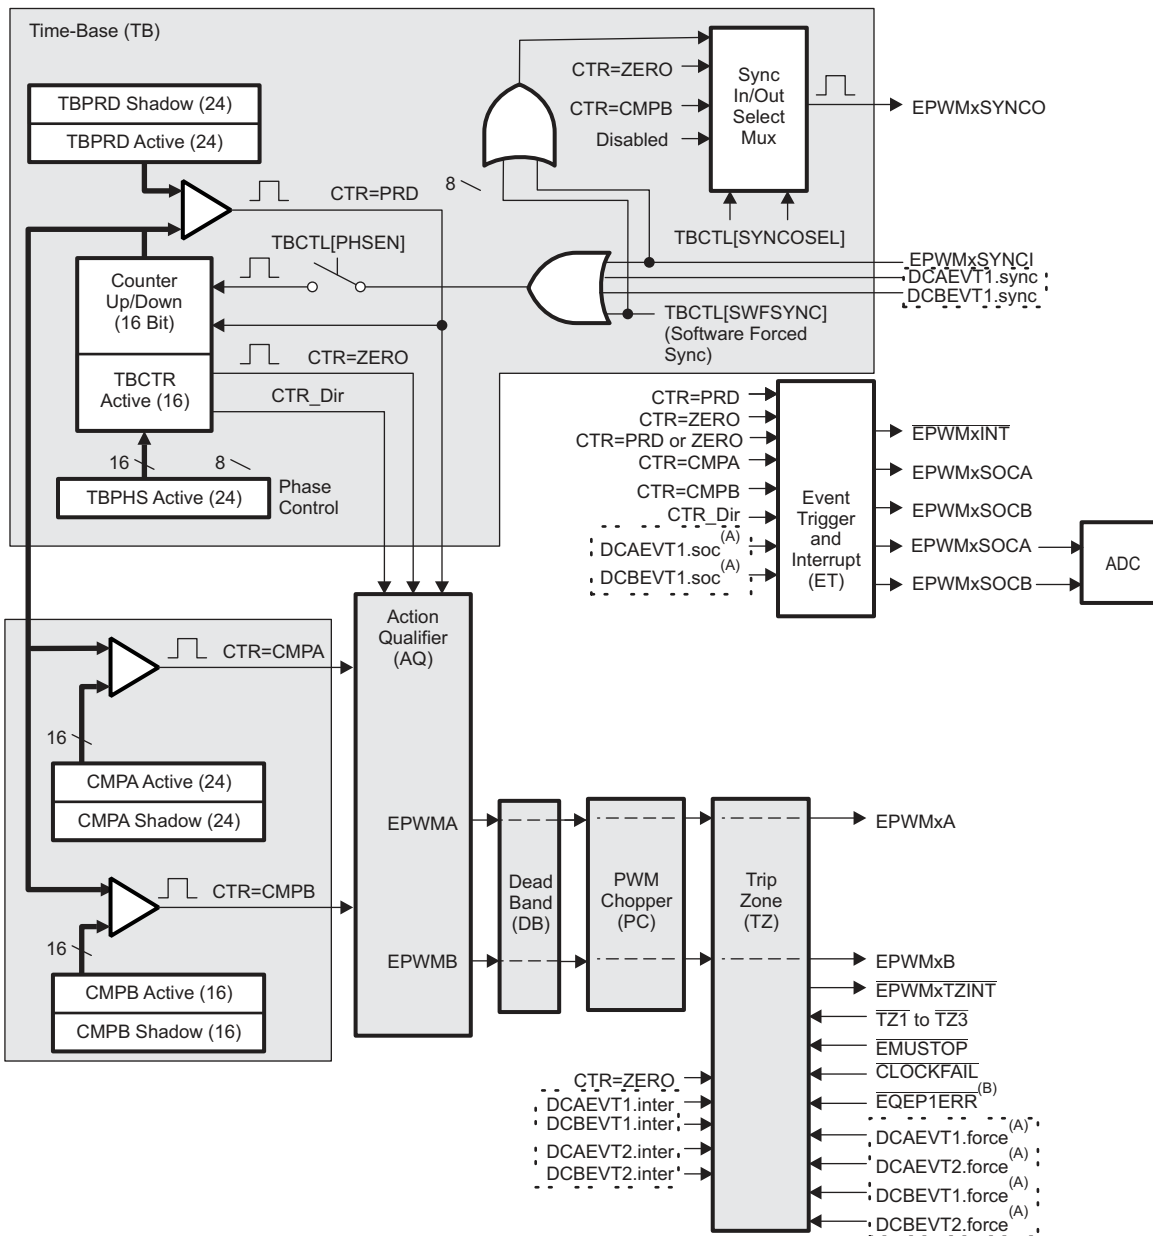 Time-Base (TB)
TBPRD Shadow (24)
TBPRD Active (24)
CTR=PRD
CTR=ZERO
CTR=CMPB
Disabled
Sync
In/Out
Select
Mux
EPWMxSYNCO
8
TBCTL[SYNCOSEL]
TBCTL[PHSEN]
EPWMxSYNCI
DCAEVT1.sync
DCBEVT1.sync
TBCTL[SWFSYNC]
(Software Forced
Sync)
Counter
Up/Down
(16 Bit)
TBCTR
Active (16)
CTR=ZERO
CTR_Dir
16
8
TBPHS Active (24)
Phase
Control
CTR=PRD
CTR=ZERO
CTR=PRD or ZERO
CTR=CMPA
CTR=CMPB
CTR_Dir
DCAEVT1.soc(A)
DCBEVT1.soc(A)
Event
Trigger
and
Interrupt
(ET)
EPWMxINT
EPWMxSOCA
EPWMxSOCB
EPWMxSOCA
EPWMxSOCB
ADC
Action
Qualifier
(AQ)
CTR=CMPA
16
CMPA Active (24)
CMPA Shadow (24)
CTR=CMPB
16
CMPB Active (16)
CMPB Shadow (16)
EPWMA
EPWMB
Dead
Band
(DB)
PWM
Chopper
(PC)
Trip
Zone
(TZ)
EPWMxA
EPWMxB
EPWMxTZINT
TZ1 to TZ3
EMUSTOP
CLOCKFAIL
EQEP1ERR(B)
DCAEVT1.force(A)
DCAEVT2.force(A)
DCBEVT1.force(A)
DCBEVT2.force(A)
CTR=ZERO
DCAEVT1.inter
DCBEVT1.inter
DCAEVT2.inter
DCBEVT2.inter